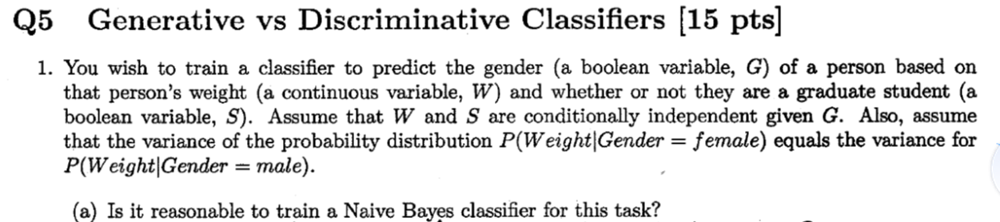 Q5 Generative vs Discriminative Classifiers [15 pts]
1. You wish to train a classifier to predict the gender (a boolean variable, G) of a person based on
that person's weight (a continuous variable, W) and whether or not they are a graduate student (a
boolean variable, S). Assume that W and S are conditionally independent given G. Also, assume
that the variance of the probability distribution P(Weight|Gender = female) equals the variance for
P(Weight|Gender = male).
(a) Is it reasonable to train a Naive Bayes classifier for this task?